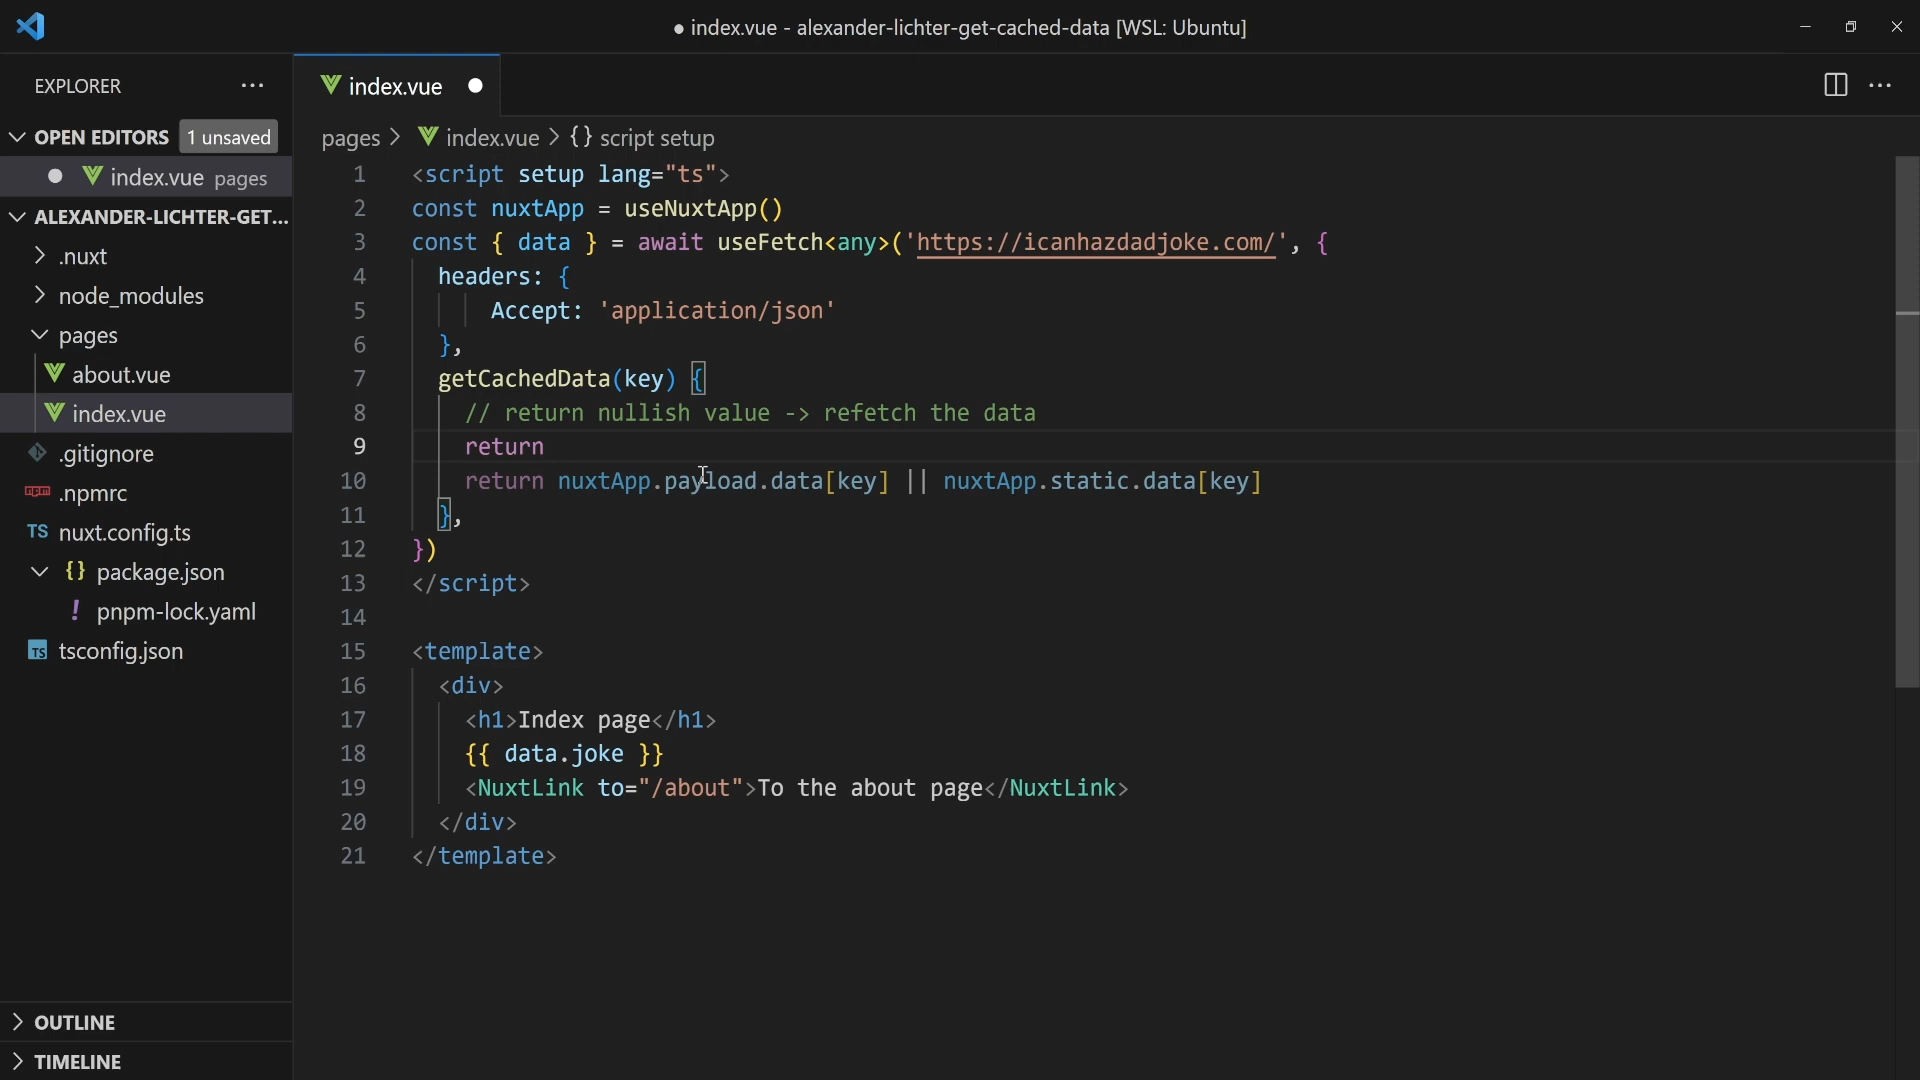 ● index.vue - alexander-lichter-get-cached-data [WSL: Ubuntu]
EXPLORER
OPEN EDITORS 1 unsaved
index.vue pages
ALEXANDER-LICHTER-GET...
.nuxt
node_modules
pages
about.vue
index.vue
.gitignore
.npmrc
TS nuxt.config.ts
{} package.json
! pnpm-lock.yaml
TS tsconfig.json
OUTLINE
TIMELINE
index.vue
pages > index.vue > {} script setup
1 <script setup lang="ts">
2 const nuxtApp = useNuxtApp()
3 const { data } = await useFetch<any>('https://icanhazdadjoke.com/', {
4 headers: {
5 Accept: 'application/json'
6 },
7 getCachedData(key) {
8 // return nullish value -> refetch the data
9 return
10 return nuxtApp.payload.data[key] || nuxtApp.static.data[key]
11 },
12 })
13 </script>
14
15 <template>
16 <div>
17 <h1>Index page</h1>
18 {{ data.joke }}
19 <NuxtLink to="/about">To the about page</NuxtLink>
20 </div>
21 </template>